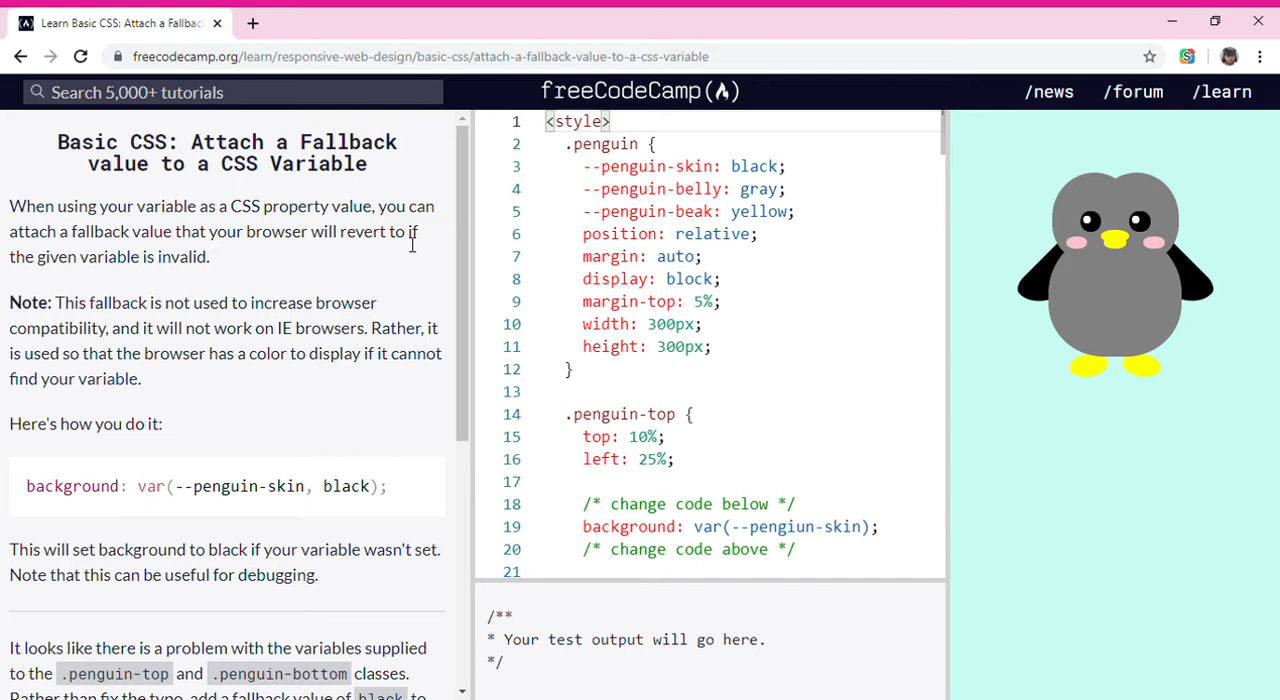 Learn Basic CSS: Attach a Fallbac
freecodecamp.org/learn/responsive-web-design/basic-css/attach-a-fallback-value-to-a-css-variable
Search 5,000+ tutorials
freeCodeCamp
/news /forum /learn
Basic CSS: Attach a Fallback
value to a CSS Variable
When using your variable as a CSS property value, you can
attach a fallback value that your browser will revert to if
the given variable is invalid.
Note: This fallback is not used to increase browser
compatibility, and it will not work on IE browsers. Rather, it
is used so that the browser has a color to display if it cannot
find your variable.
Here's how you do it:
background: var(--penguin-skin, black);
This will set background to black if your variable wasn't set.
Note that this can be useful for debugging.
It looks like there is a problem with the variables supplied
to the .penguin-top and .penguin-bottom classes.
Rather than fix the typo, add a fallback value of black to
1 <style>
2 .penguin {
3 --penguin-skin: black;
4 --penguin-belly: gray;
5 --penguin-beak: yellow;
6 position: relative;
7 margin: auto;
8 display: block;
9 margin-top: 5%;
10 width: 300px;
11 height: 300px;
12 }
13
14 .penguin-top {
15 top: 10%;
16 left: 25%;
17
18 /* change code below */
19 background: var(--pengiun-skin);
20 /* change code above */
21
/**
* Your test output will go here.
*/